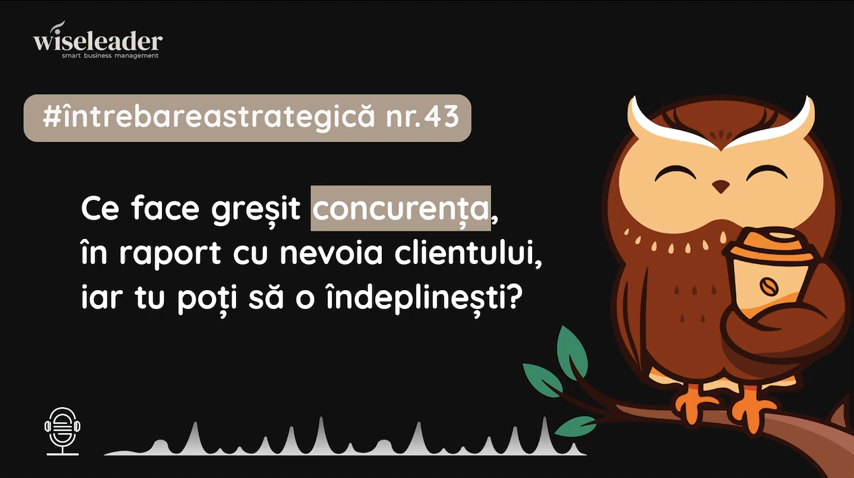 wiseleader
smart business management
#întrebareastrategică nr.43
Ce face greșit concurența,
în raport cu nevoia clientului,
iar tu poți să o îndeplinești?